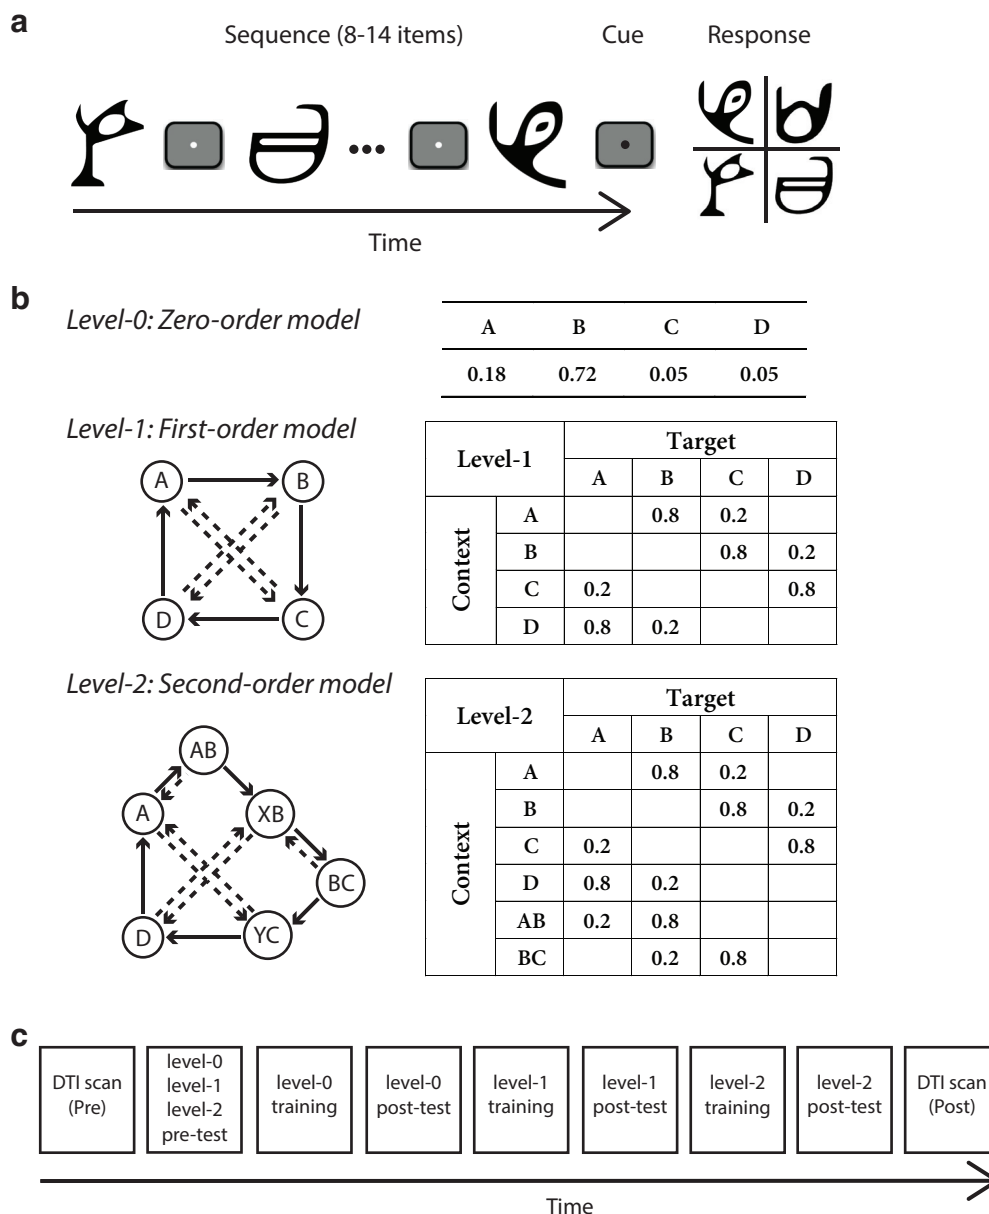 a
Sequence (8-14 items) Cue Response
Time
b
Level-0: Zero-order model
A B C D
0.18 0.72 0.05 0.05
Level-1: First-order model
A B
D C
Level-1 Target
A B C D
Context
A 0.8 0.2
B 0.8 0.2
C 0.2 0.8
D 0.8 0.2
Level-2: Second-order model
AB
A XB
BC
D YC
Level-2 Target
A B C D
Context
A 0.8 0.2
B 0.8 0.2
C 0.2 0.8
D 0.8 0.2
AB 0.2 0.8
BC 0.2 0.8
c
DTI scan
(Pre)
level-0
level-1
level-2
pre-test
level-0
training
level-0
post-test
level-1
training
level-1
post-test
level-2
training
level-2
post-test
DTI scan
(Post)
Time